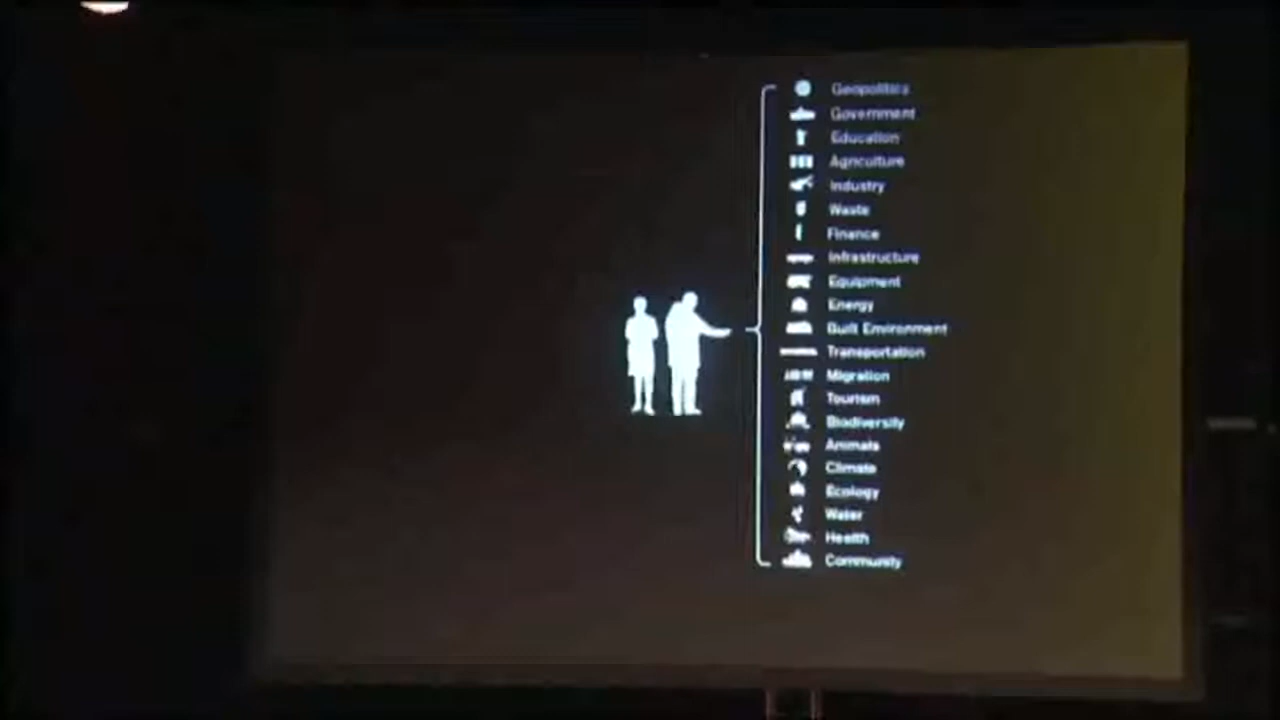 Geopolitics
Government
Education
Agriculture
Industry
Waste
Finance
Infrastructure
Equipment
Energy
Built Environment
Transportation
Migration
Tourism
Biodiversity
Animals
Climate
Ecology
Water
Health
Community